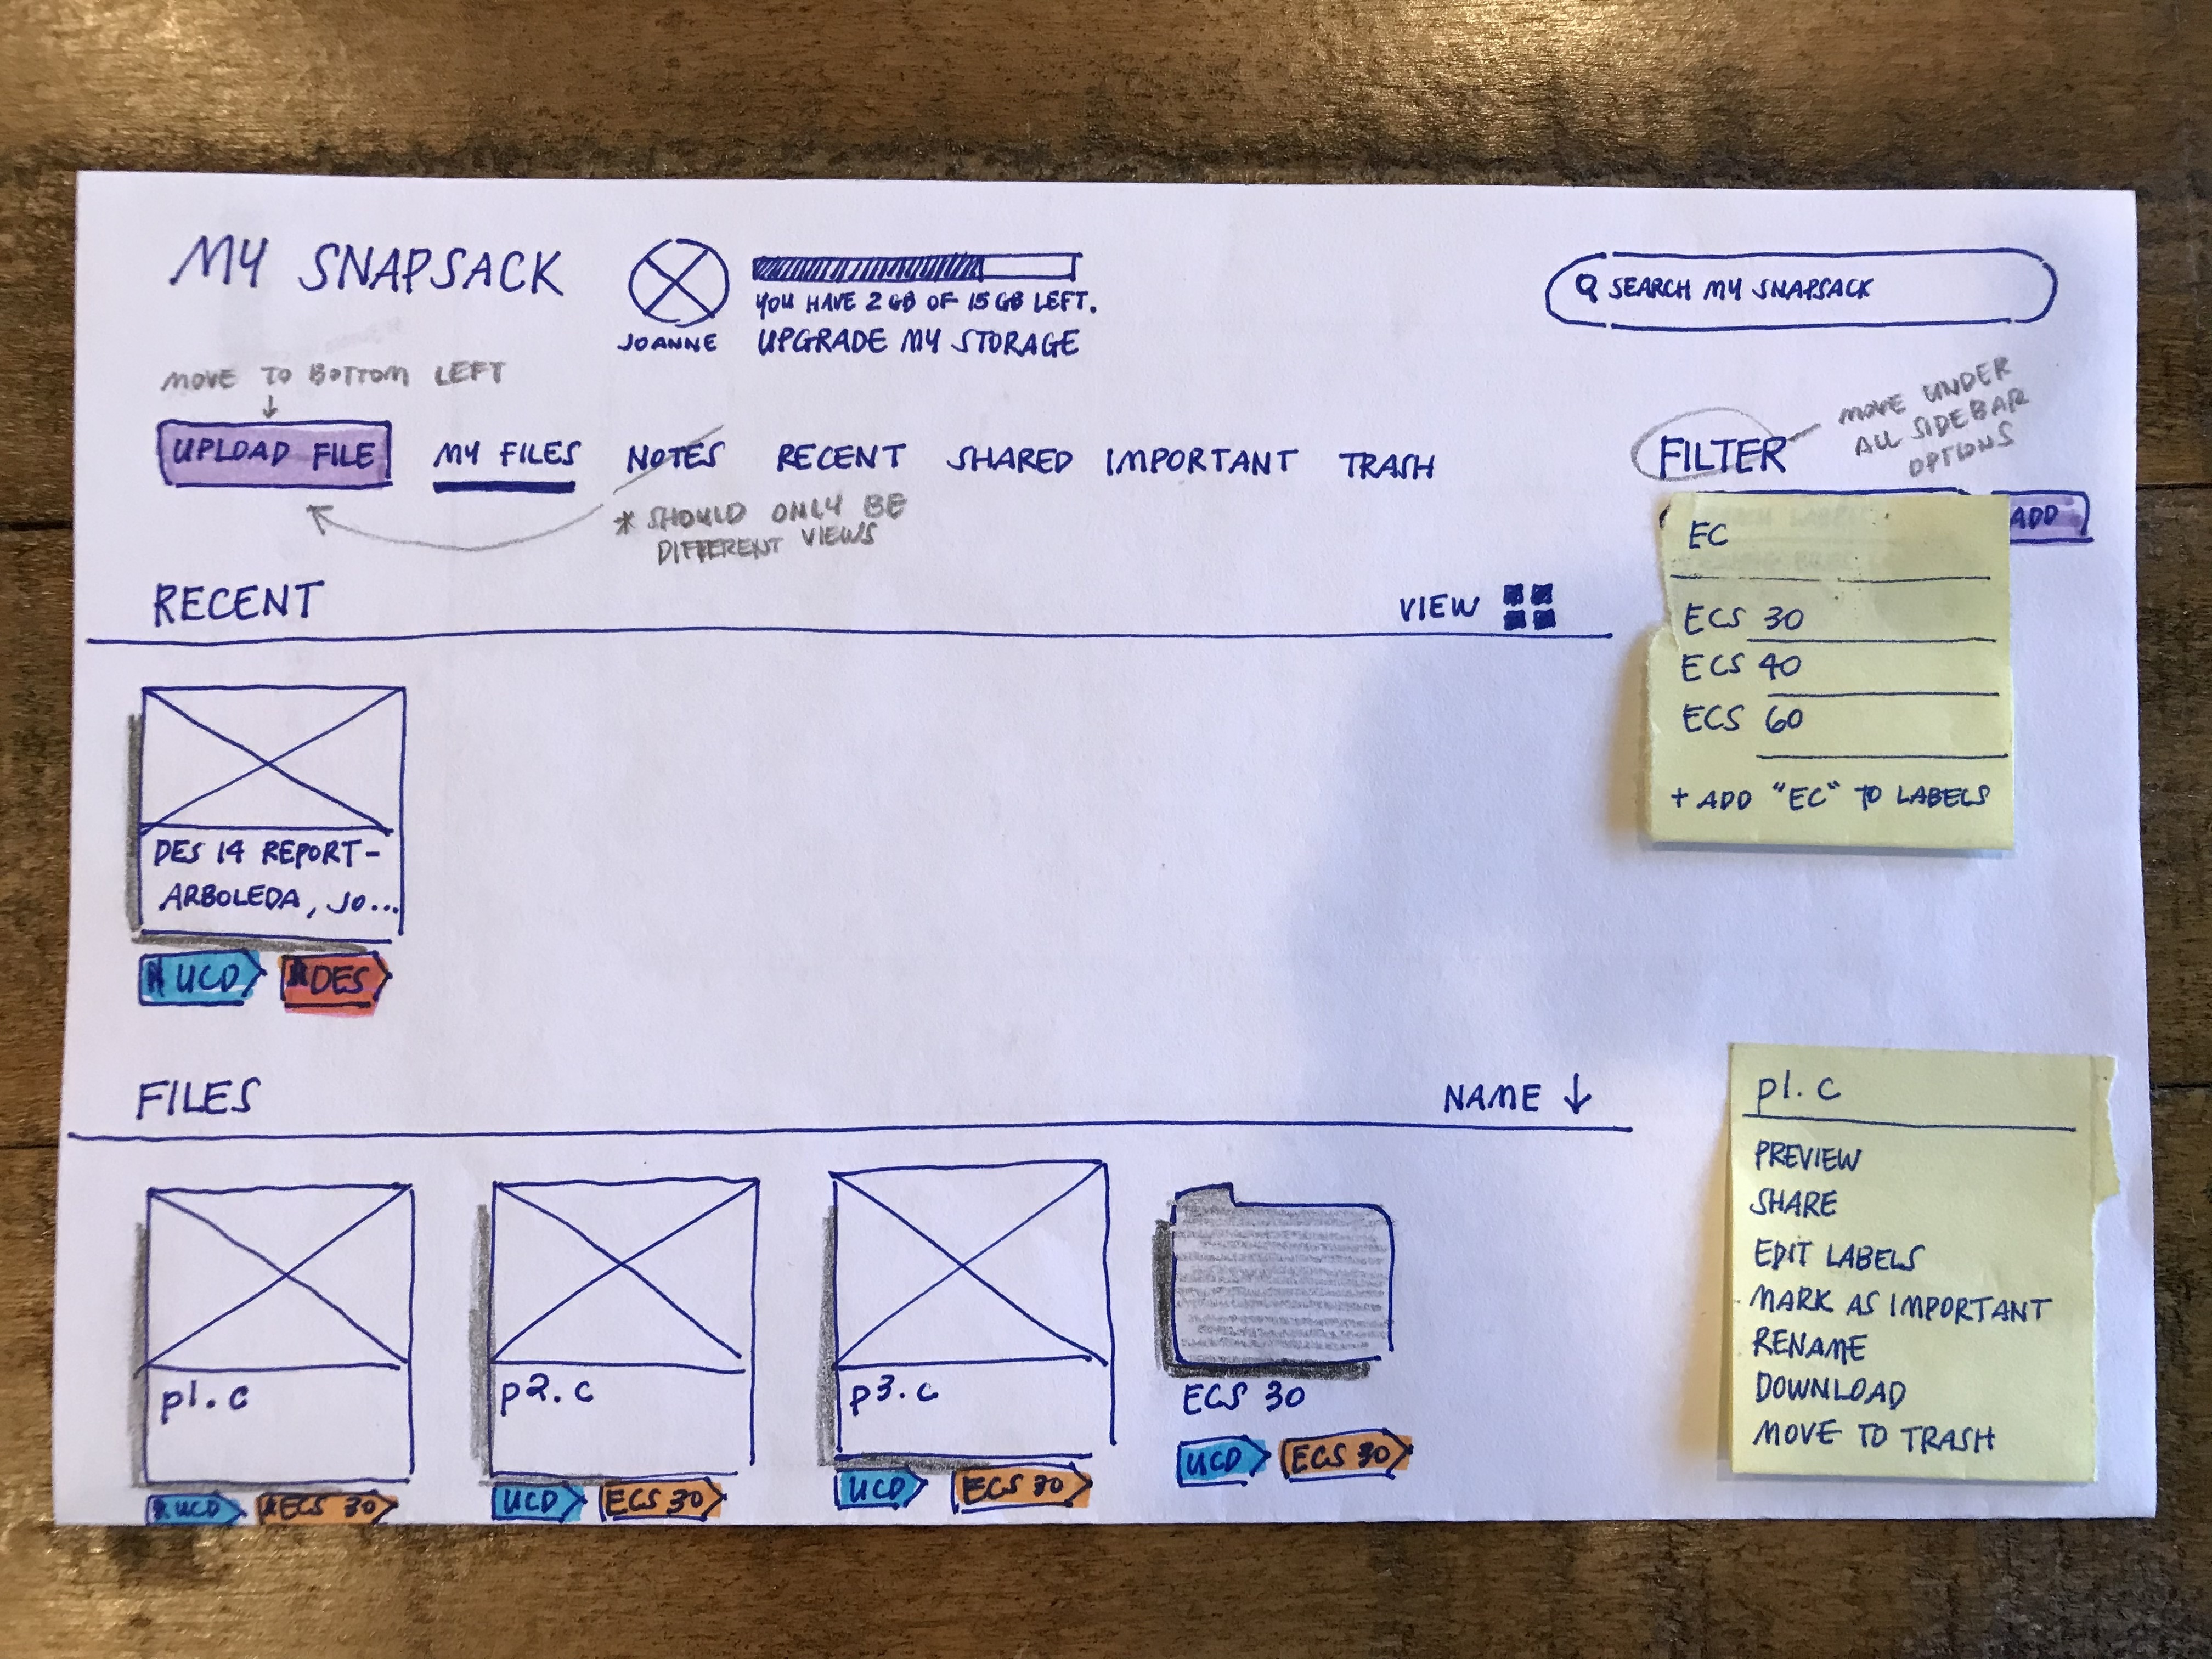 MY SNAPSACK
JOANNE
YOU HAVE 2 GB OF 15 GB LEFT.
UPGRADE MY STORAGE
SEARCH MY SNAPSACK
MOVE TO BOTTOM LEFT
UPLOAD FILE
MY FILES
NOTES
RECENT
SHARED
IMPORTANT
TRASH
* SHOULD ONLY BE
DIFFERENT VIEWS
FILTER
MOVE UNDER
ALL SIDEBAR
OPTIONS
ADD
EC
ECS 30
ECS 40
ECS 60
+ ADD "EC" TO LABELS
RECENT
VIEW
DES 14 REPORT-
ARBOLEDA, JO...
UCD
DES
FILES
NAME ↓
p1.c
UCD
ECS 30
p2.c
UCD
ECS 30
p3.c
UCD
ECS 30
ECS 30
UCD
ECS 30
p1.c
PREVIEW
SHARE
EDIT LABELS
MARK AS IMPORTANT
RENAME
DOWNLOAD
MOVE TO TRASH